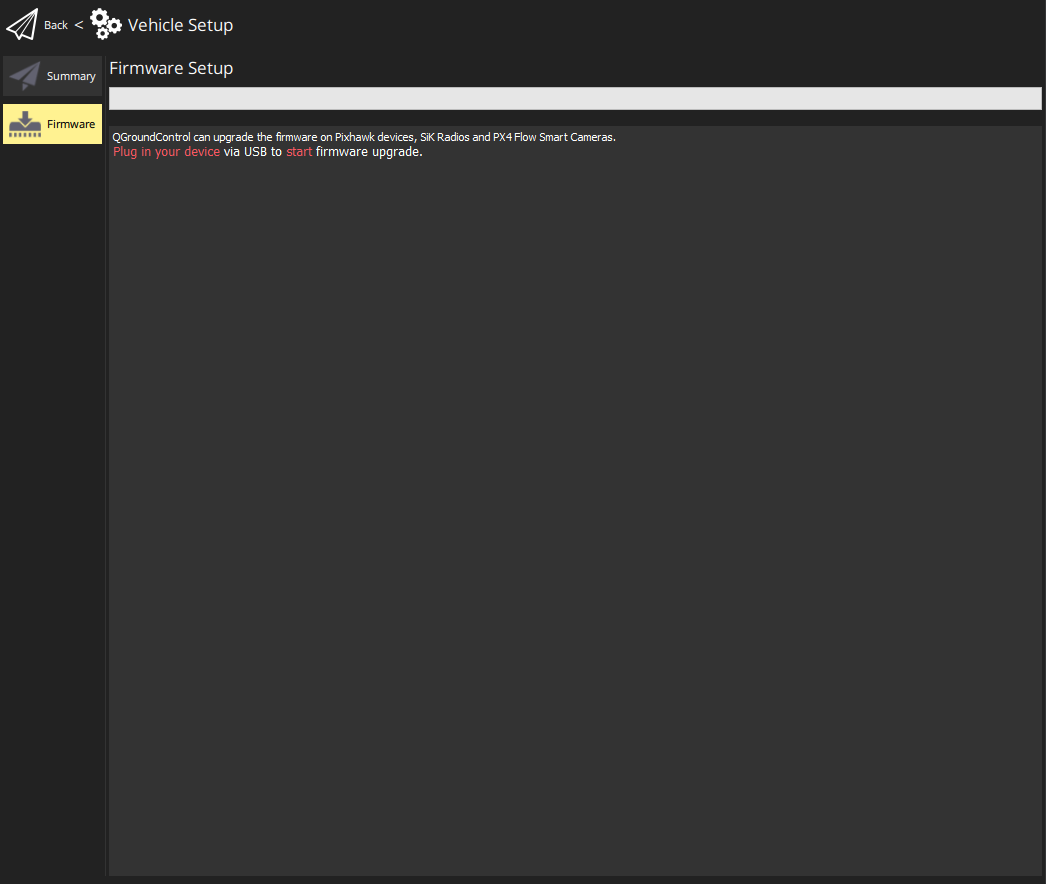 Back < Vehicle Setup
Summary
Firmware
Firmware Setup
QGroundControl can upgrade the firmware on Pixhawk devices, SiK Radios and PX4 Flow Smart Cameras.
Plug in your device via USB to start firmware upgrade.